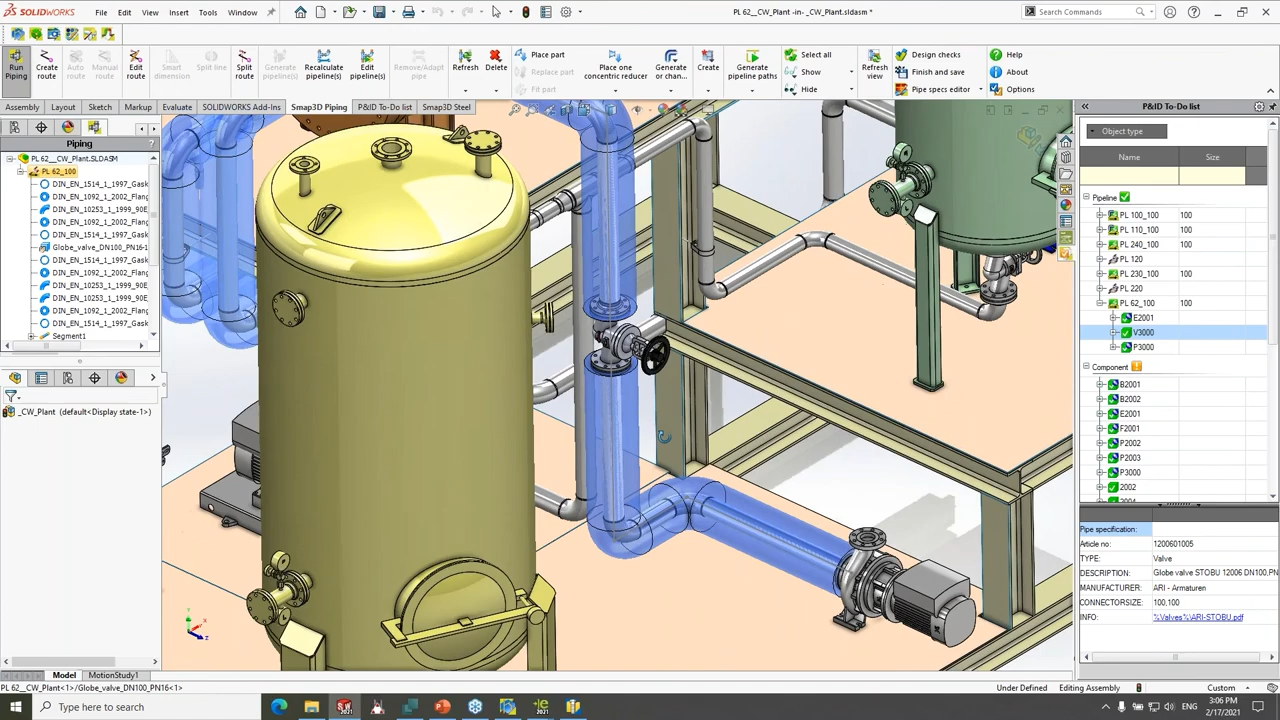 SOLIDWORKS File Edit View Insert Tools Window PL 62__CW_Plant -in- _CW_Plant.sldasm * Search Commands
Run Piping
Create route
Auto route
Manual route
Edit route
Smart dimension
Split line
Split route
Generate pipeline(s)
Recalculate pipeline(s)
Edit pipeline(s)
Remove/Adapt pipe
Refresh
Delete
Place part
Replace part
Fit part
Place one concentric reducer
Generate or chan...
Create
Generate pipeline paths
Select all
Show
Hide
Refresh view
Design checks
Finish and save
Pipe specs editor
Help
About
Options
Assembly Layout Sketch Markup Evaluate SOLIDWORKS Add-Ins Smap3D Piping P&ID To-Do list Smap3D Steel
Piping
PL 62__CW_Plant.SLDASM
PL 62_100
DIN_EN_1514_1_1997_Gask
DIN_EN_1092_1_2002_Flang
DIN_EN_10253_1_1999_90E
DIN_EN_1092_1_2002_Flang
DIN_EN_10253_1_1999_90E
Globe_valve_DN100_PN16-1
DIN_EN_1514_1_1997_Gask
DIN_EN_1092_1_2002_Flang
DIN_EN_10253_1_1999_90E
DIN_EN_10253_1_1999_90E
DIN_EN_1092_1_2002_Flang
DIN_EN_1514_1_1997_Gask
Segment1
_CW_Plant (default<Display state-1>)
P&ID To-Do list
Object type
Name Size
Pipeline
PL 100_100 100
PL 110_100 100
PL 240_100 100
PL 120
PL 230_100 100
PL 220
PL 62_100 100
E2001
V3000
P3000
Component
B2001
B2002
E2001
F2001
P2002
P2003
P3000
2002
2004
Pipe specification:
Article no: 1200601005
TYPE: Valve
DESCRIPTION: Globe valve STOBU 12006 DN100,PN
MANUFACTURER: ARI - Armaturen
CONNECTORSIZE: 100,100
INFO: %Valves%\ARI-STOBU.pdf
Model MotionStudy1
PL 62__CW_Plant<1>/Globe_valve_DN100_PN16<1> Under Defined Editing Assembly Custom
Type here to search
ENG
3:06 PM
2/17/2021